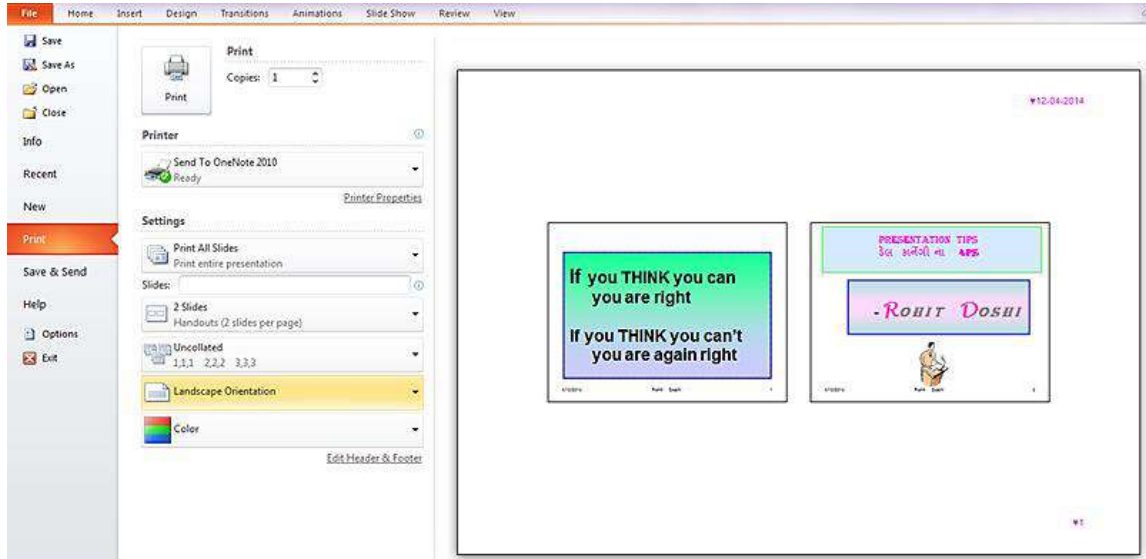 File Home Insert Design Transitions Animations Slide Show Review View
Save
Save As
Open
Close
Info
Recent
New
Print
Save & Send
Help
Options
Exit
Print
Copies: 1
Print
Printer
Send To OneNote 2010
Ready
Printer Properties
Settings
Print All Slides
Print entire presentation
Slides:
2 Slides
Handouts (2 slides per page)
Uncollated
1,1,1 2,2,2 3,3,3
Landscape Orientation
Color
Edit Header & Footer
♥12-04-2014
If you THINK you can
you are right
If you THINK you can't
you are again right
PRESENTATION TIPS
ડેલ કાર્નેગી ના
- ROHIT DOSHI
♥1